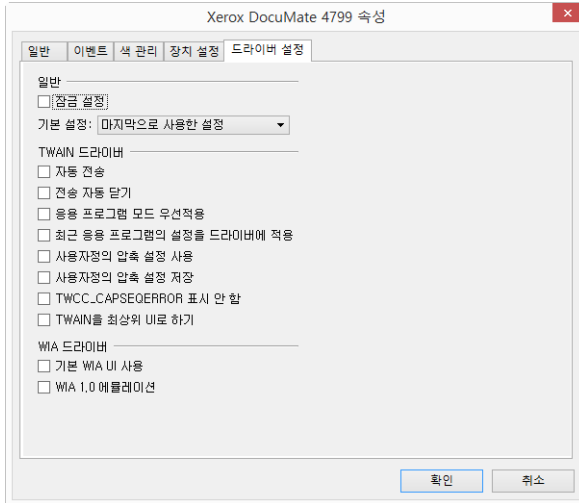 Xerox DocuMate 4799 속성
일반 이벤트 색 관리 장치 설정 드라이버 설정
일반
잠금 설정
기본 설정: 마지막으로 사용한 설정
TWAIN 드라이버
자동 전송
전송 자동 닫기
응용 프로그램 모드 우선적용
최근 응용 프로그램의 설정을 드라이버에 적용
사용자정의 압축 설정 사용
사용자정의 압축 설정 저장
TWCC_CAPSEQERROR 표시 안 함
TWAIN을 최상위 UI로 하기
WIA 드라이버
기본 WIA UI 사용
WIA 1.0 에뮬레이션
확인 취소